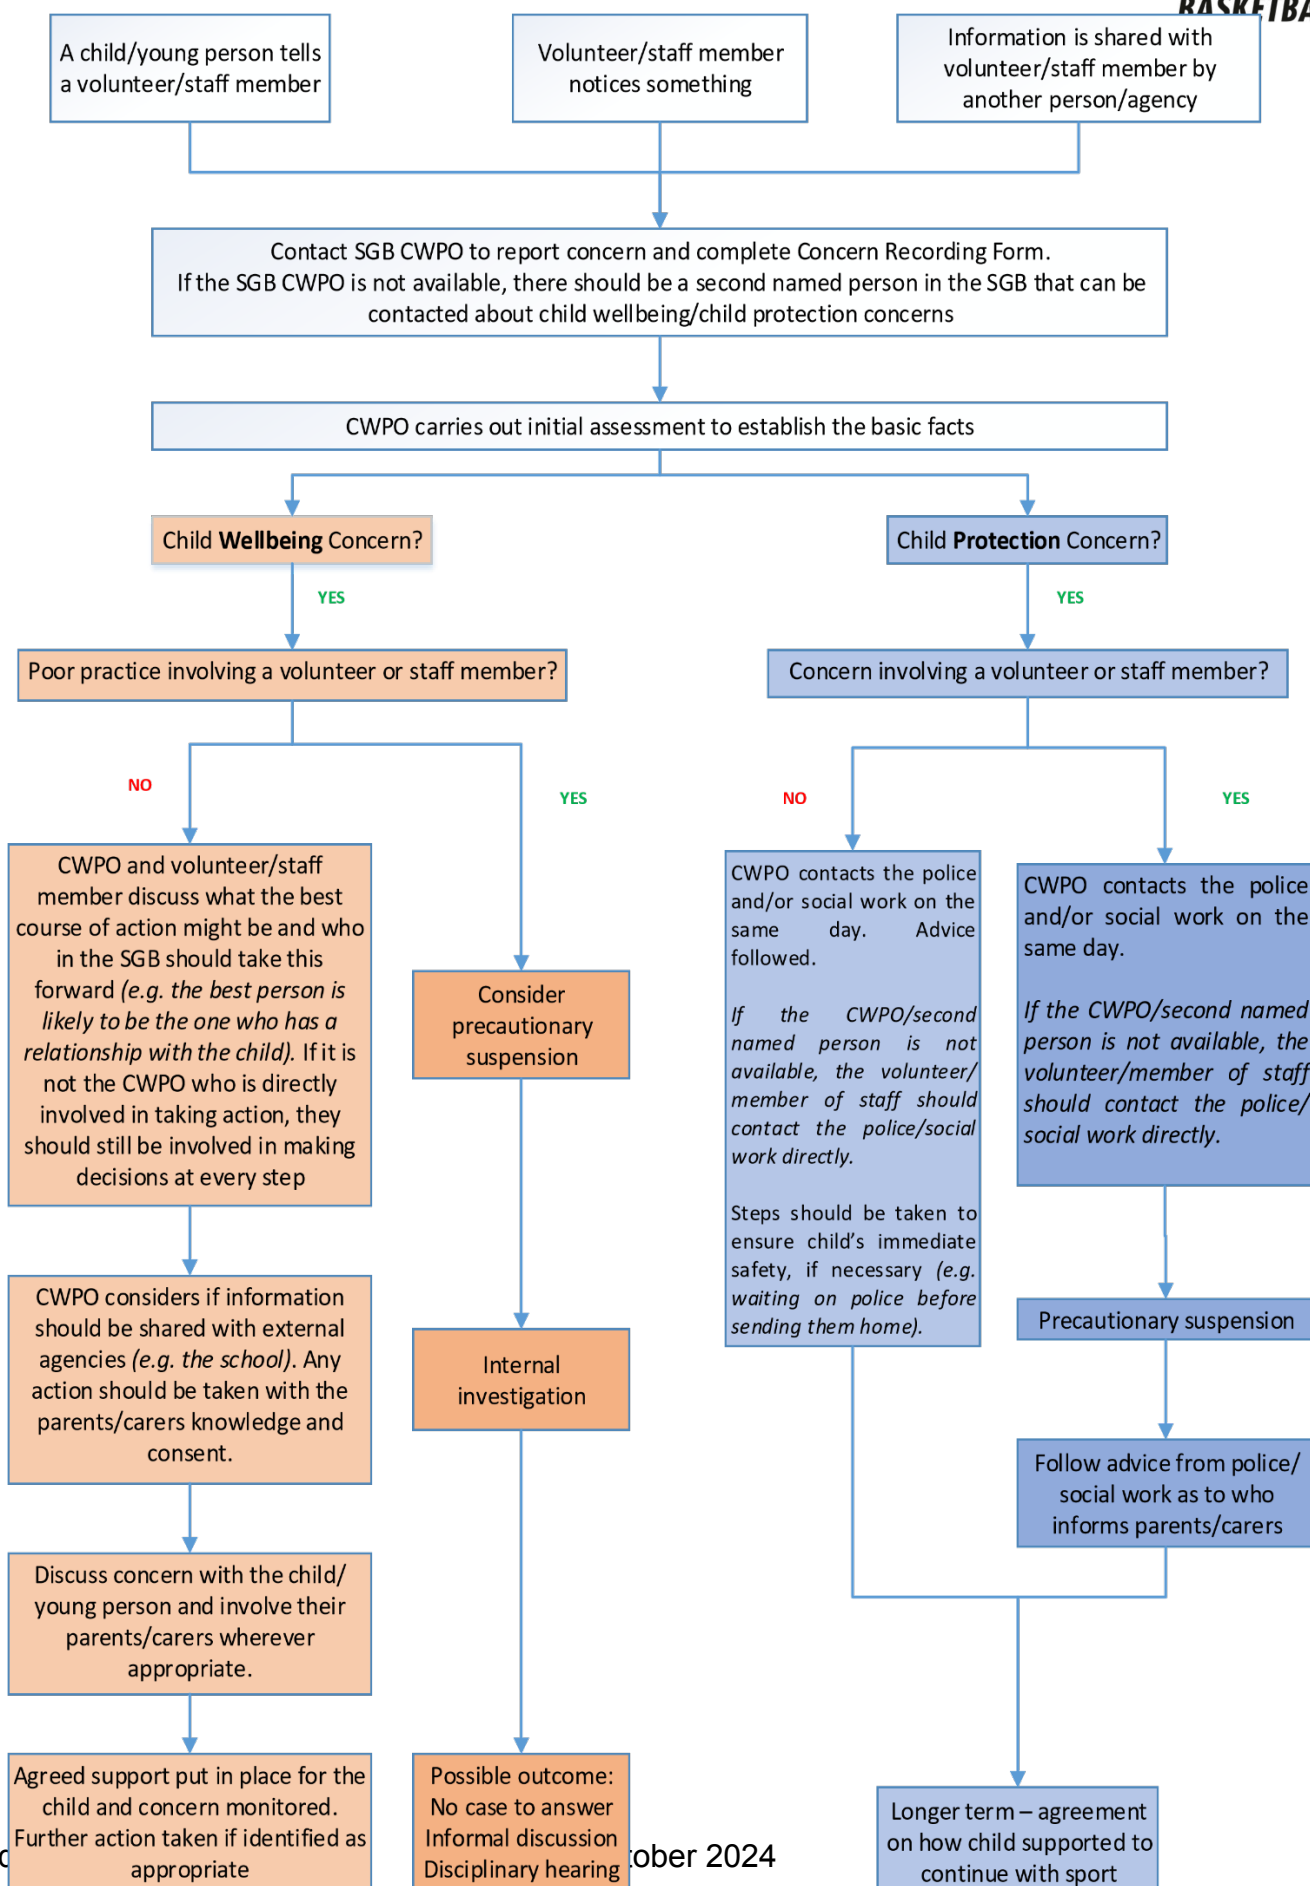 A child/young person tells
a volunteer/staff member
Volunteer/staff member
notices something
Information is shared with
volunteer/staff member by
another person/agency
Contact SGB CWPO to report concern and complete Concern Recording Form.
If the SGB CWPO is not available, there should be a second named person in the SGB that can be
contacted about child wellbeing/child protection concerns
CWPO carries out initial assessment to establish the basic facts
Child Wellbeing Concern?
Child Protection Concern?
YES
YES
Poor practice involving a volunteer or staff member?
Concern involving a volunteer or staff member?
NO
YES
NO
YES
CWPO and volunteer/staff
member discuss what the best
course of action might be and who
in the SGB should take this
forward (e.g. the best person is
likely to be the one who has a
relationship with the child). If it is
not the CWPO who is directly
involved in taking action, they
should still be involved in making
decisions at every step
CWPO considers if information
should be shared with external
agencies (e.g. the school). Any
action should be taken with the
parents/carers knowledge and
consent.
Discuss concern with the child/
young person and involve their
parents/carers wherever
appropriate.
Agreed support put in place for the
child and concern monitored.
Further action taken if identified as
appropriate
Consider
precautionary
suspension
Internal
investigation
Possible outcome:
No case to answer
Informal discussion
Disciplinary hearing
CWPO contacts the police
and/or social work on the
same day. Advice
followed.
If the CWPO/second
named person is not
available, the volunteer/
member of staff should
contact the police/social
work directly.
Steps should be taken to
ensure child's immediate
safety, if necessary (e.g.
waiting on police before
sending them home).
CWPO contacts the police
and/or social work on the
same day.
If the CWPO/second named
person is not available, the
volunteer/member of staff
should contact the police/
social work directly.
Precautionary suspension
Follow advice from police/
social work as to who
informs parents/carers
Longer term – agreement
on how child supported to
continue with sport
tober 2024